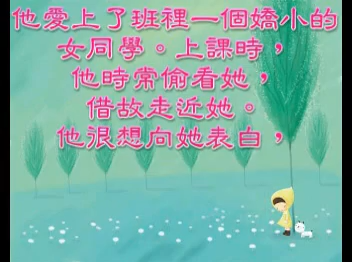 他愛上了班裡一個嬌小的
女同學。上課時，
他時常偷看她，
借故走近她。
他很想向她表白，